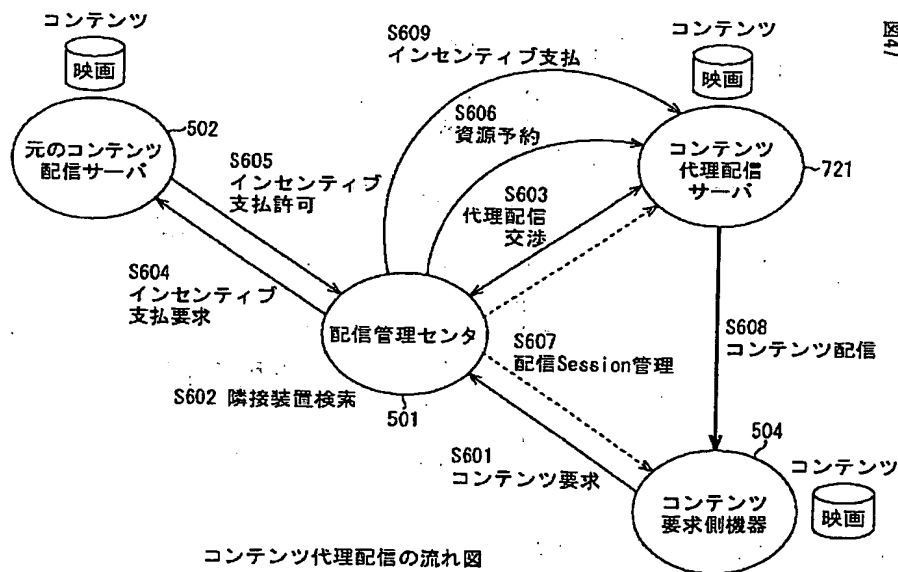 図47
コンテンツ
映画
元のコンテンツ
配信サーバ
502
S609
インセンティブ支払
S606
資源予約
コンテンツ
映画
コンテンツ
代理配信
サーバ
721
S605
インセンティブ
支払許可
S603
代理配信
交渉
S604
インセンティブ
支払要求
配信管理センタ
501
S602 隣接装置検索
S607
配信Session管理
S608
コンテンツ配信
S601
コンテンツ要求
504
コンテンツ
要求側機器
コンテンツ
映画
コンテンツ代理配信の流れ図